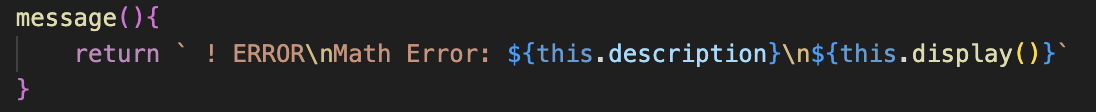 message(){
    return ` ! ERROR\nMath Error: ${this.description}\n${this.display()}`
}